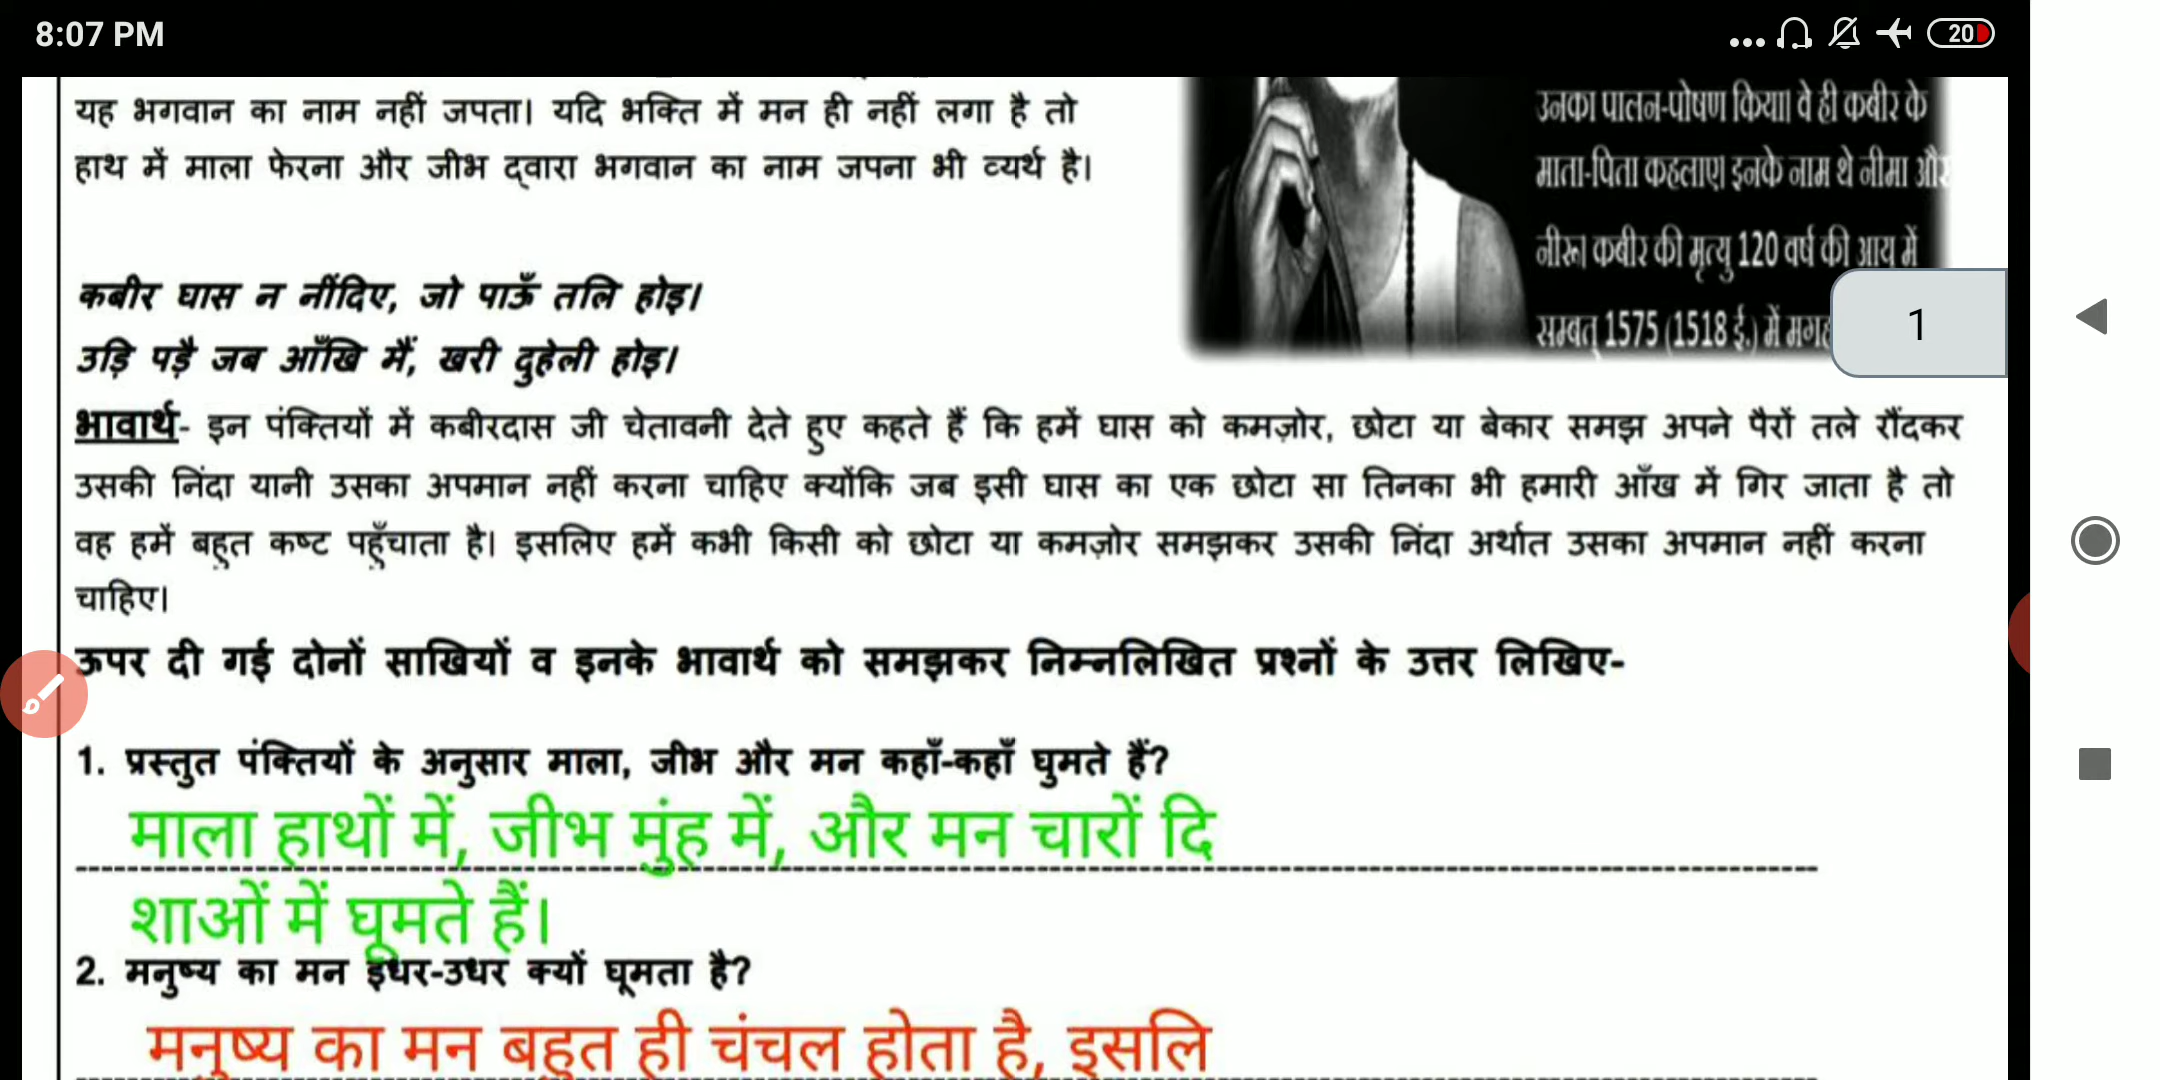 8:07 PM
20
यह भगवान का नाम नहीं जपता। यदि भक्ति में मन ही नहीं लगा है तो
हाथ में माला फेरना और जीभ द्वारा भगवान का नाम जपना भी व्यर्थ है।
उनका पालन-पोषण किया। वे ही कबीर के
माता-पिता कहलाए। इनके नाम थे नीमा और
नीरू। कबीर की मृत्यु 120 वर्ष की आयु में
सम्वत् 1575 (1518 ई.) में
1
कबीर घास न नींदिए, जो पाऊँ तलि होइ।
उड़ि पड़ै जब आँखि मैं, खरी दुहेली होइ।
भावार्थ- इन पंक्तियों में कबीरदास जी चेतावनी देते हुए कहते हैं कि हमें घास को कमज़ोर, छोटा या बेकार समझ अपने पैरों तले रौंदकर
उसकी निंदा यानी उसका अपमान नहीं करना चाहिए क्योंकि जब इसी घास का एक छोटा सा तिनका भी हमारी आँख में गिर जाता है तो
वह हमें बहुत कष्ट पहुँचाता है। इसलिए हमें कभी किसी को छोटा या कमज़ोर समझकर उसकी निंदा अर्थात उसका अपमान नहीं करना
चाहिए।
ऊपर दी गई दोनों साखियों व इनके भावार्थ को समझकर निम्नलिखित प्रश्नों के उत्तर लिखिए-
1. प्रस्तुत पंक्तियों के अनुसार माला, जीभ और मन कहाँ-कहाँ घुमते हैं?
माला हाथों में, जीभ मुंह में, और मन चारों दि
शाओं में घूमते हैं।
2. मनुष्य का मन इधर-उधर क्यों घूमता है?
मनुष्य का मन बहुत ही चंचल होता है, इसलि